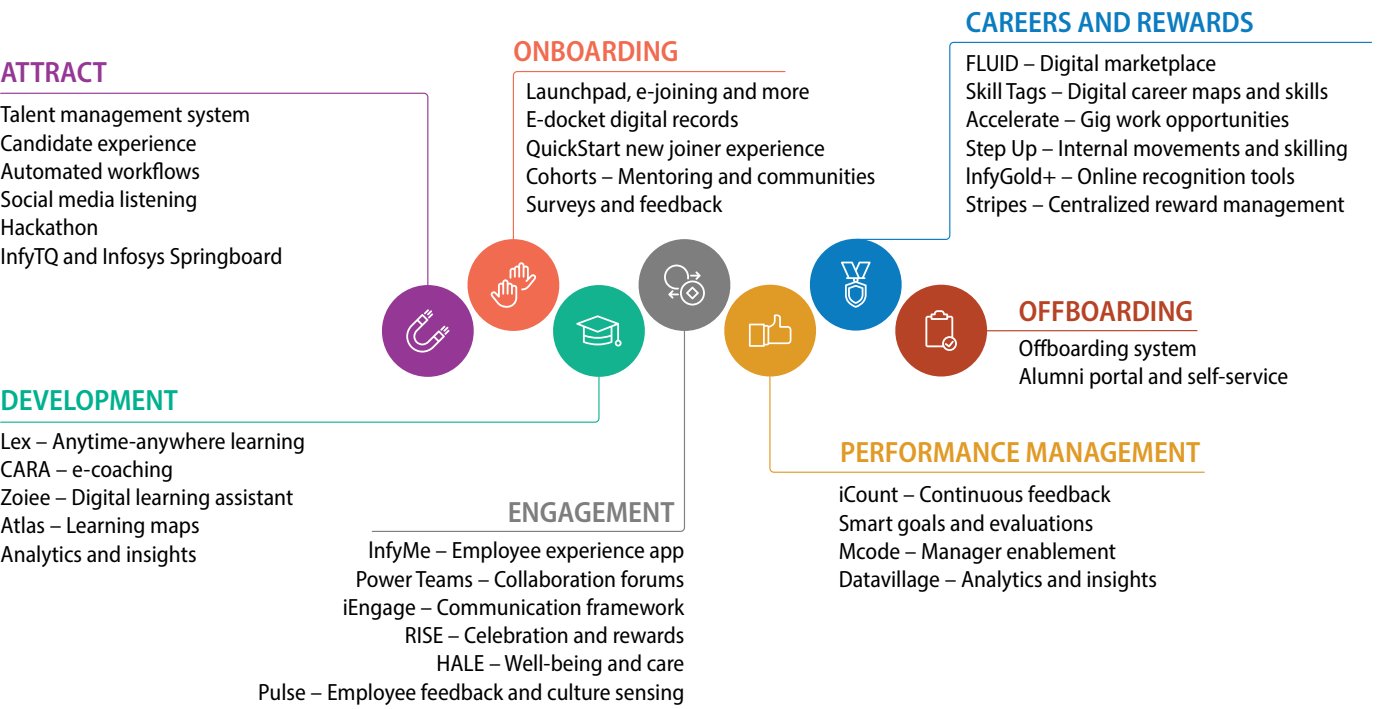 ATTRACT
Talent management system
Candidate experience
Automated workflows
Social media listening
Hackathon
InfyTQ and Infosys Springboard
ONBOARDING
Launchpad, e-joining and more
E-docket digital records
QuickStart new joiner experience
Cohorts – Mentoring and communities
Surveys and feedback
CAREERS AND REWARDS
FLUID – Digital marketplace
Skill Tags – Digital career maps and skills
Accelerate – Gig work opportunities
Step Up – Internal movements and skilling
InfyGold+ – Online recognition tools
Stripes – Centralized reward management
OFFBOARDING
Offboarding system
Alumni portal and self-service
DEVELOPMENT
Lex – Anytime-anywhere learning
CARA – e-coaching
Zoiee – Digital learning assistant
Atlas – Learning maps
Analytics and insights
ENGAGEMENT
InfyMe – Employee experience app
Power Teams – Collaboration forums
iEngage – Communication framework
RISE – Celebration and rewards
HALE – Well-being and care
Pulse – Employee feedback and culture sensing
PERFORMANCE MANAGEMENT
iCount – Continuous feedback
Smart goals and evaluations
Mcode – Manager enablement
Datavillage – Analytics and insights